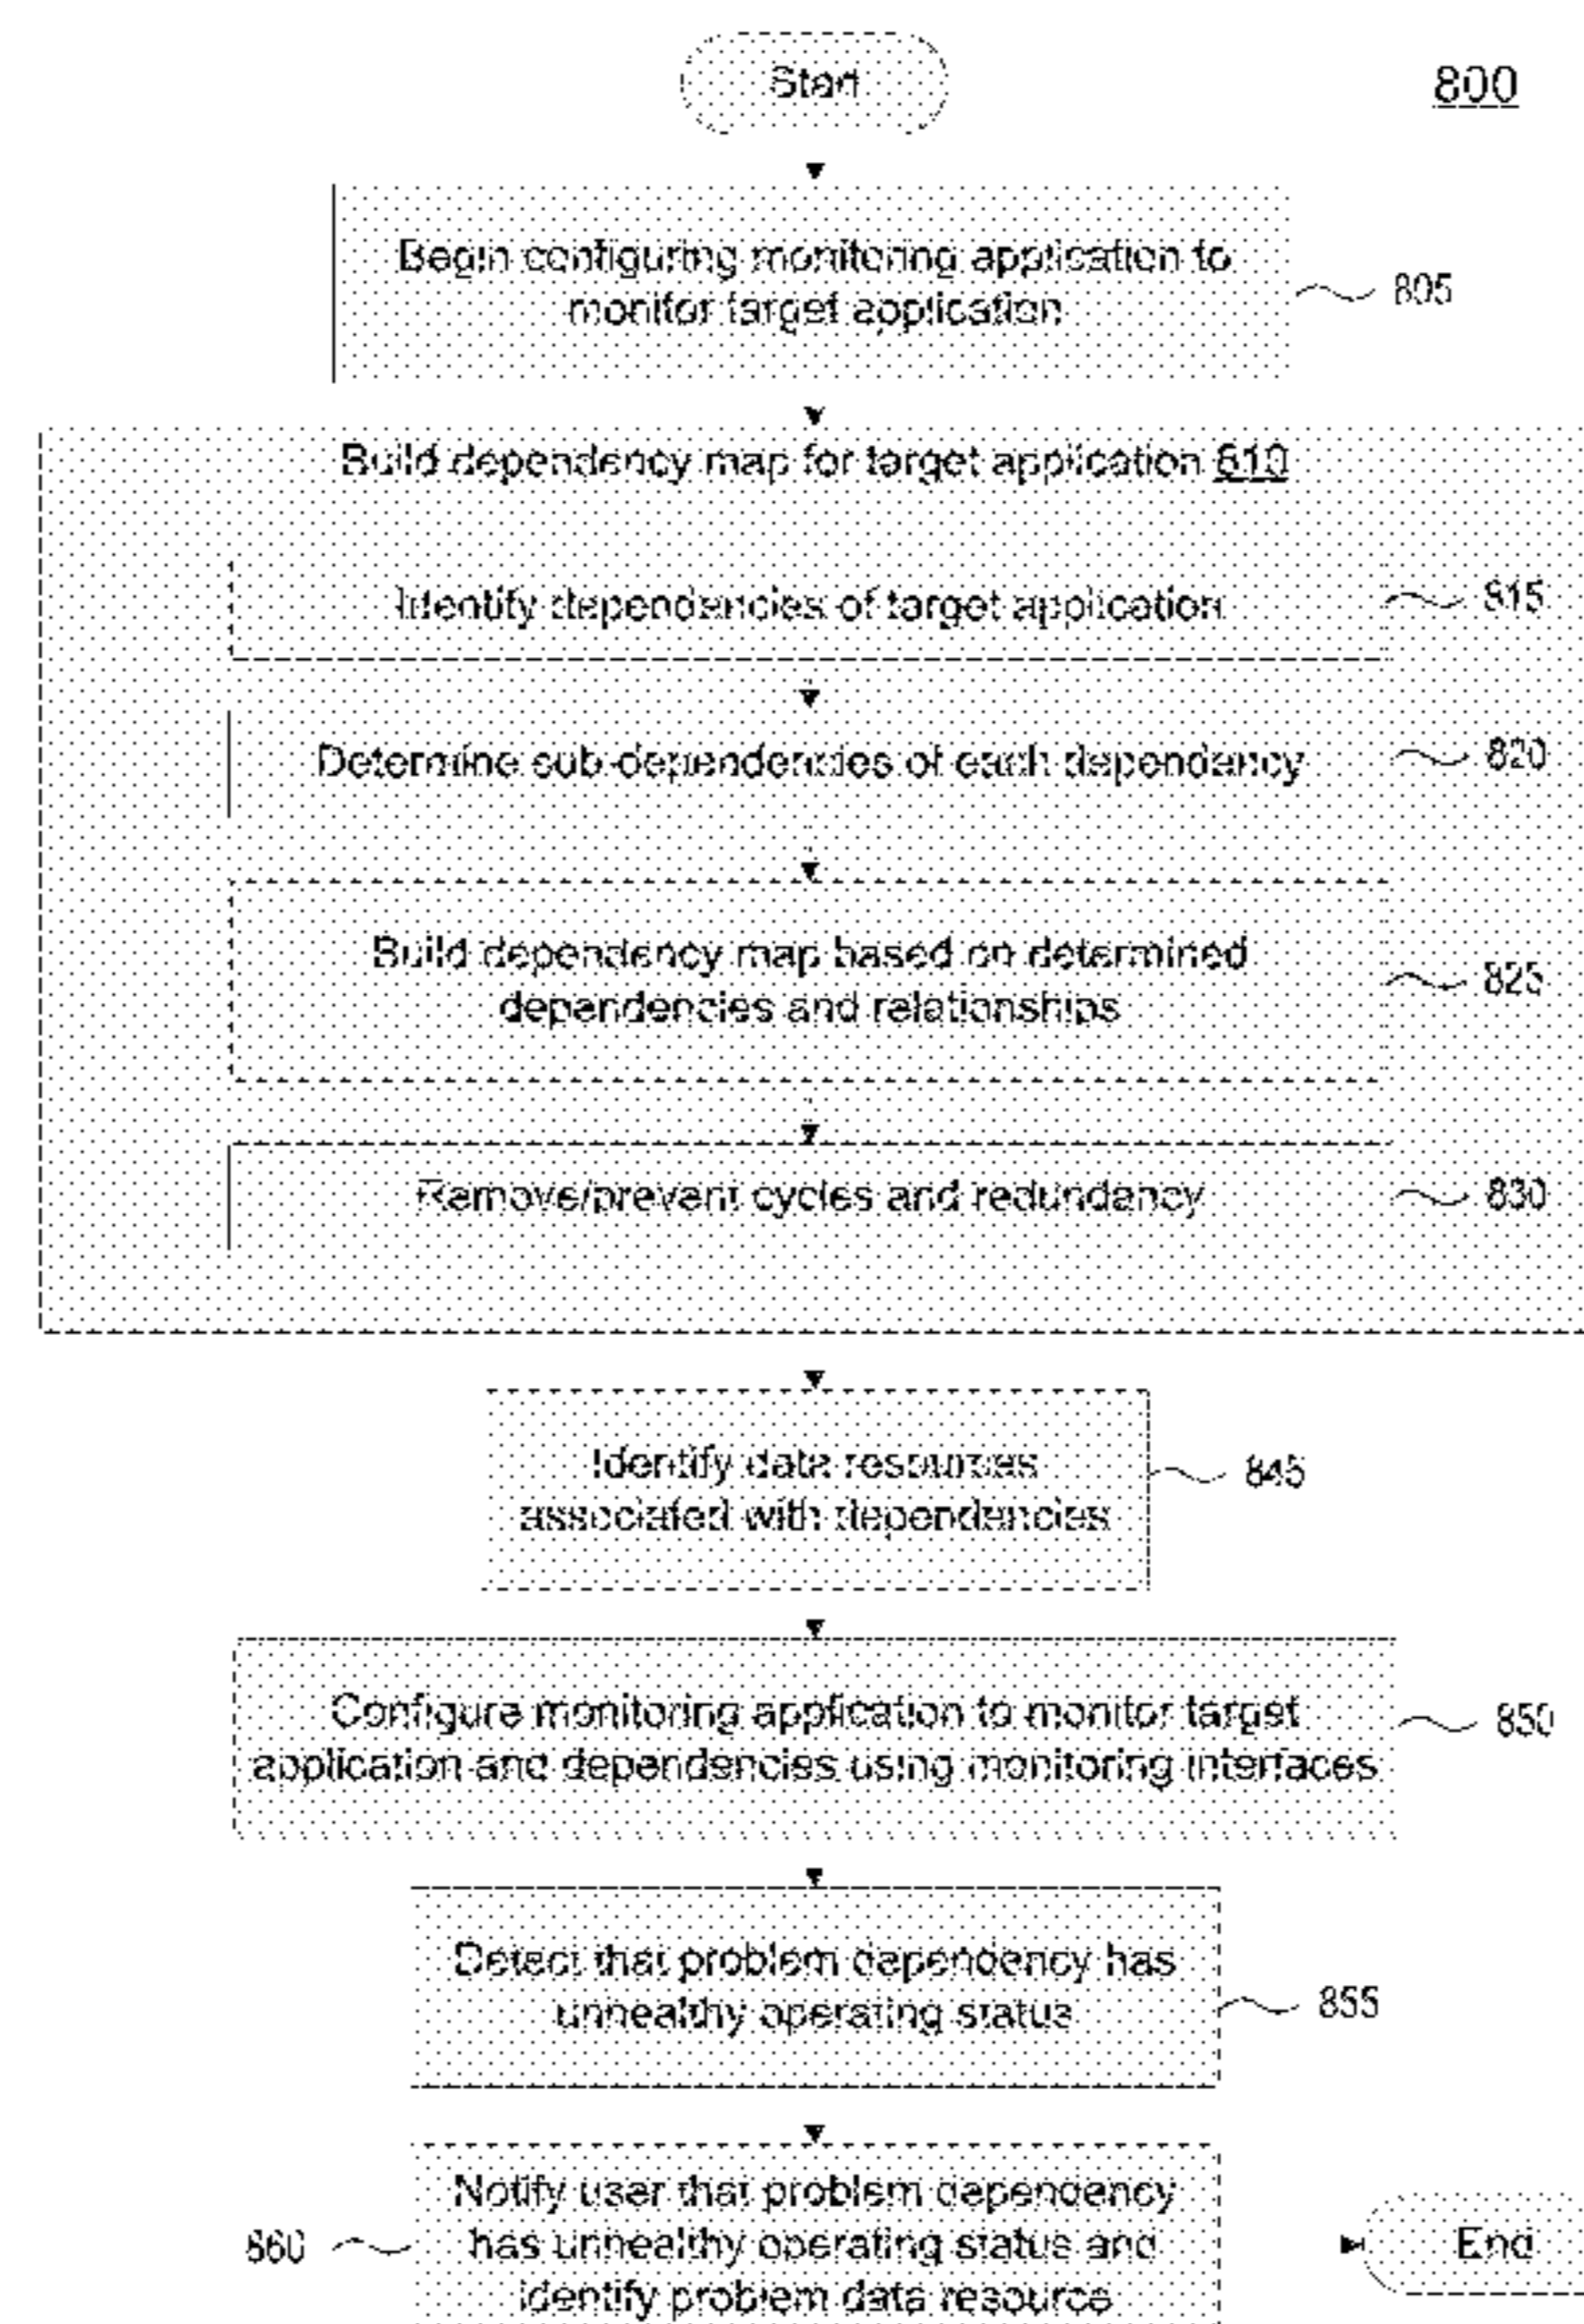 Start
800
Begin configuring monitoring application to
monitor target application
805
Build dependency map for target application 810
Identify dependencies of target application
815
Determine sub-dependencies of each dependency
820
Build dependency map based on determined
dependencies and relationships
825
Remove/prevent cycles and redundancy
830
Identify data resources
associated with dependencies
845
Configure monitoring application to monitor target
application and dependencies using monitoring interfaces
850
Detect that problem dependency has
unhealthy operating status
855
Notify user that problem dependency
has unhealthy operating status and
identify problem data resource
860
End